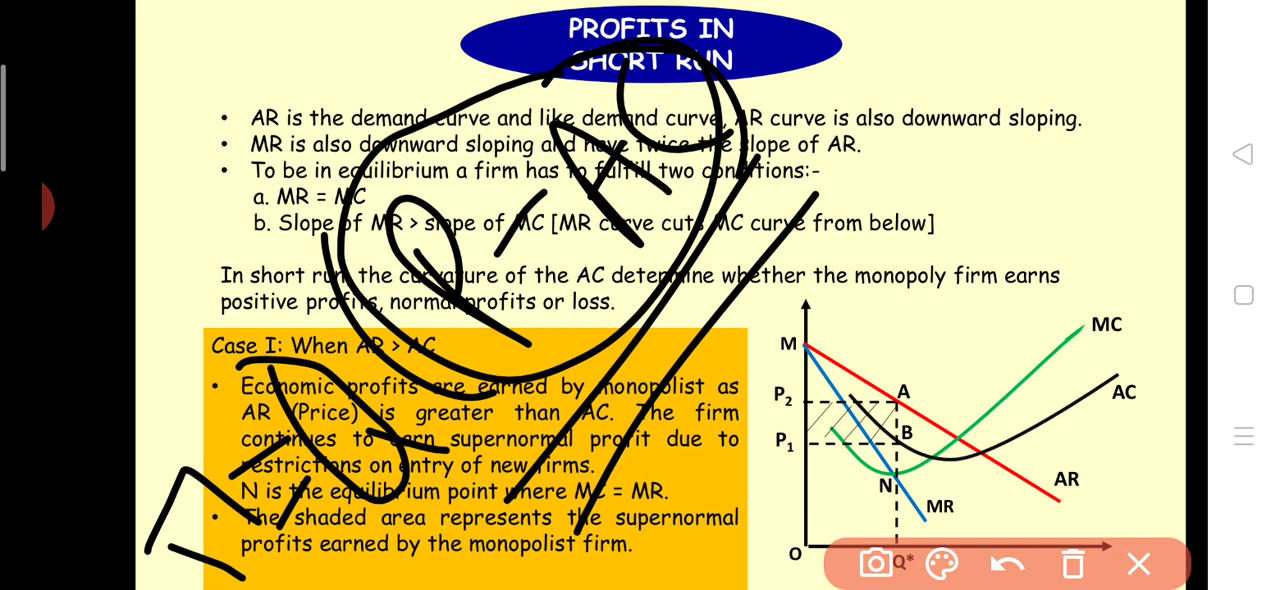 PROFITS IN
SHORT RUN
• AR is the demand curve and like demand curve, AR curve is also downward sloping.
• MR is also downward sloping and have twice the slope of AR.
• To be in equilibrium a firm has to fulfill two conditions:-
a. MR = MC
b. Slope of MR > slope of MC [MR curve cuts MC curve from below]
In short run, the curvature of the AC determine whether the monopoly firm earns
positive profits, normal profits or loss.
Case I: When AR > AC
• Economic profits are earned by monopolist as
AR (Price) is greater than AC. The firm
continues to earn supernormal profit due to
restrictions on entry of new firms.
N is the equilibrium point where MC = MR.
• The shaded area represents the supernormal
profits earned by the monopolist firm.
MC
M
P2
A
AC
P1
B
N
AR
MR
O
Q*
P - AC